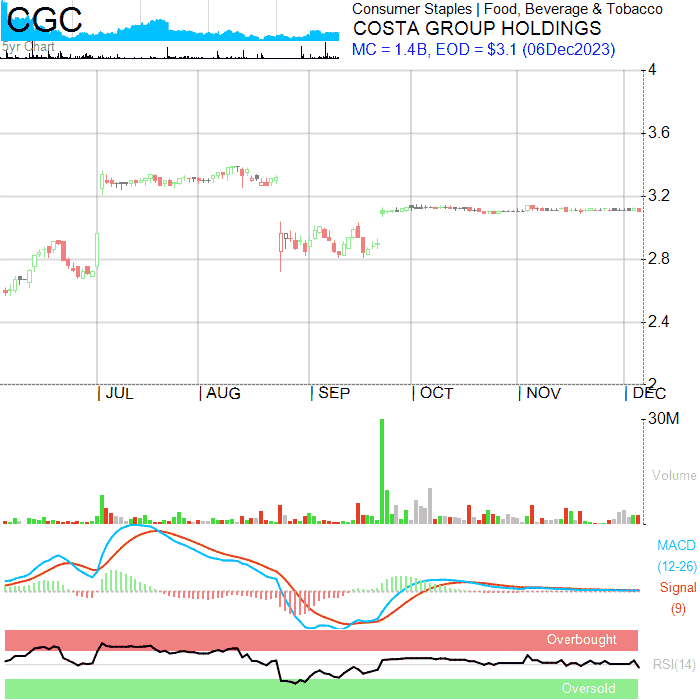 CGC
5yr Chart
Consumer Staples | Food, Beverage & Tobacco
COSTA GROUP HOLDINGS
MC = 1.4B, EOD = $3.1 (06Dec2023)
4
3.6
3.2
2.8
2.4
2
JUL
AUG
SEP
OCT
NOV
DEC
30M
Volume
MACD
(12-26)
Signal
(9)
Overbought
RSI(14)
Oversold